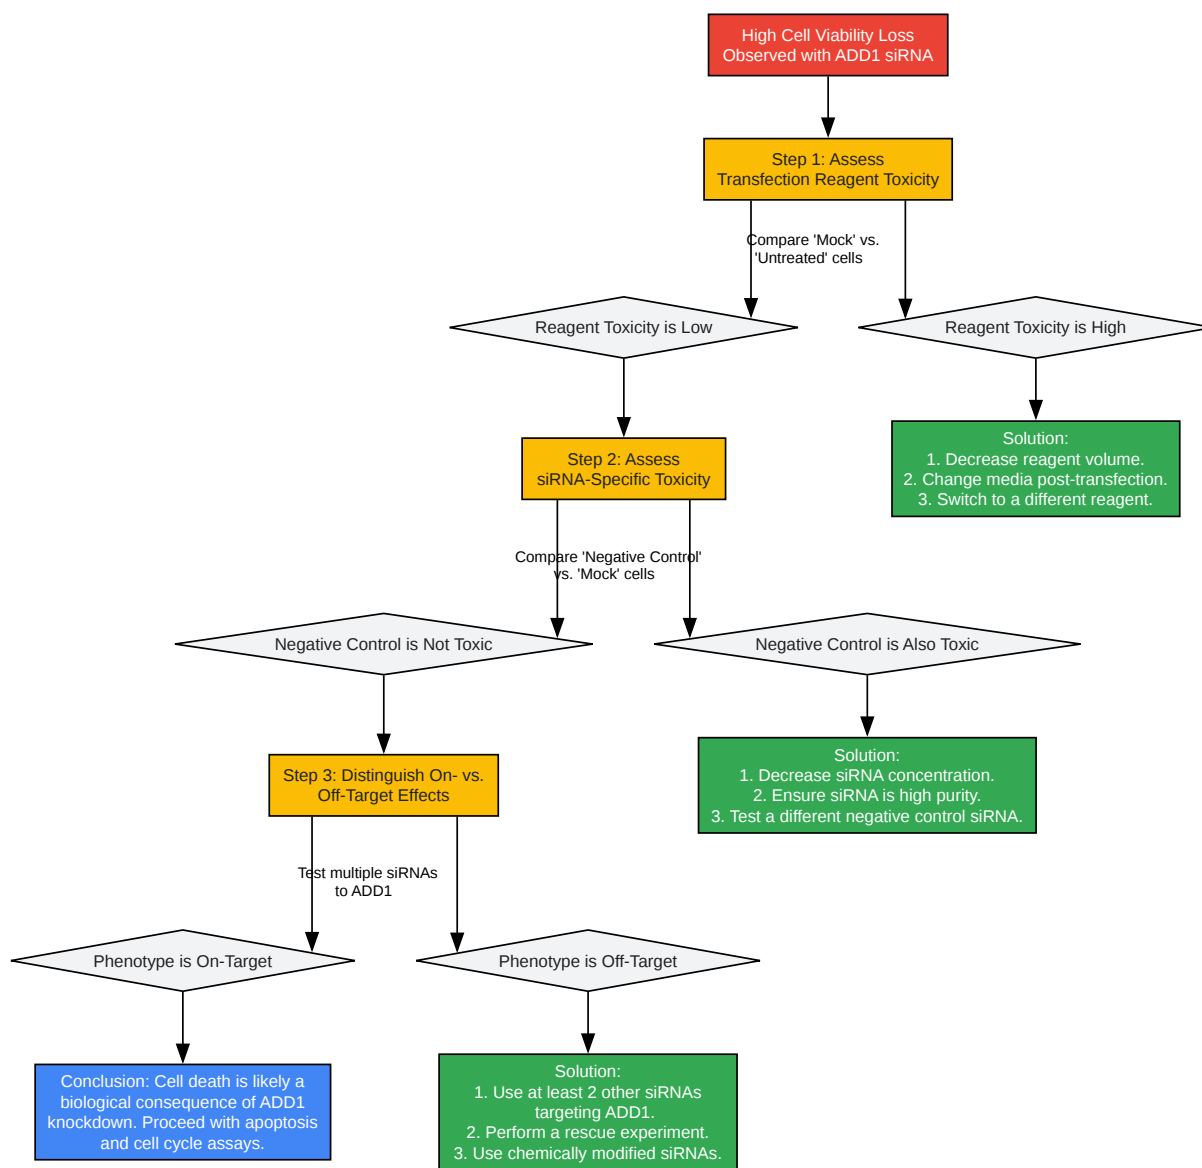 High Cell Viability Loss
Observed with ADD1 siRNA
Step 1: Assess
Transfection Reagent Toxicity
Compare 'Mock' vs.
'Untreated' cells
Reagent Toxicity is Low
Reagent Toxicity is High
Solution:
1. Decrease reagent volume.
2. Change media post-transfection.
3. Switch to a different reagent.
Step 2: Assess
siRNA-Specific Toxicity
Compare 'Negative Control'
vs. 'Mock' cells
Negative Control is Not Toxic
Negative Control is Also Toxic
Solution:
1. Decrease siRNA concentration.
2. Ensure siRNA is high purity.
3. Test a different negative control siRNA.
Step 3: Distinguish On- vs.
Off-Target Effects
Test multiple siRNAs
to ADD1
Phenotype is On-Target
Phenotype is Off-Target
Conclusion: Cell death is likely a
biological consequence of ADD1
knockdown. Proceed with apoptosis
and cell cycle assays.
Solution:
1. Use at least 2 other siRNAs
targeting ADD1.
2. Perform a rescue experiment.
3. Use chemically modified siRNAs.